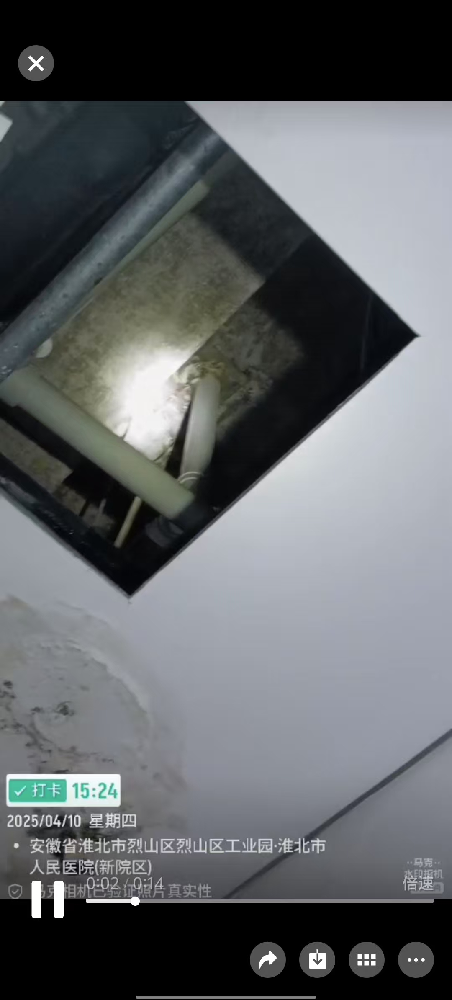 打卡 15:24
2025/04/10 星期四
安徽省淮北市烈山区烈山区工业园·淮北市
人民医院(新院区)
0:02 / 0:14
马克
水印相机
倍速
马克相机已验证照片真实性